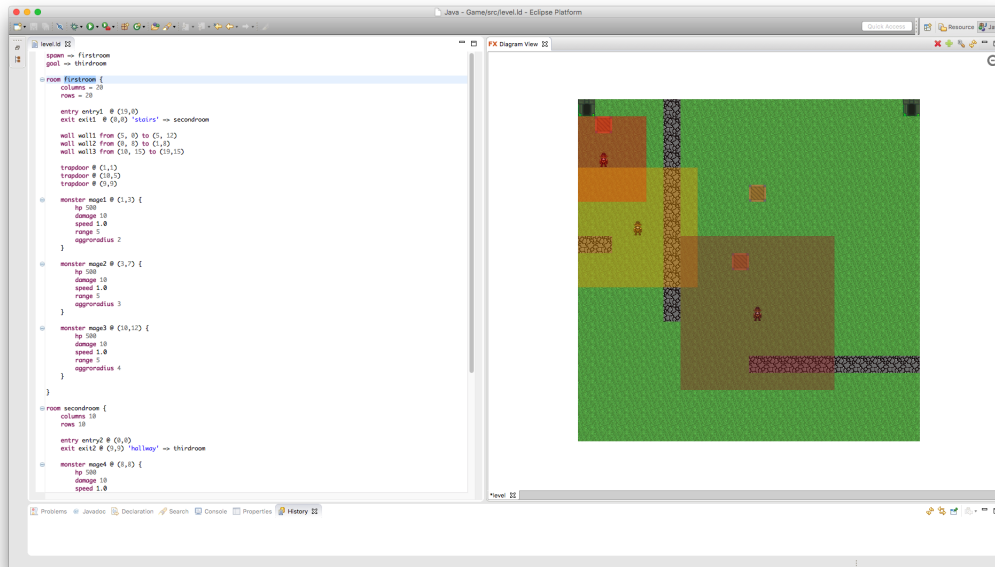 Java - Game/src/level.ld - Eclipse Platform
Quick Access
Resource
Ja
level.ld
FX Diagram View
spawn => firstroom
goal => thirdroom
room firstroom {
columns = 20
rows = 20
entry entry1 @ (19,0)
exit exit1 @ (0,0) 'stairs' => secondroom
wall wall1 from (5, 0) to (5, 12)
wall wall2 from (0, 8) to (1,8)
wall wall3 from (10, 15) to (19,15)
trapdoor @ (1,1)
trapdoor @ (10,5)
trapdoor @ (9,9)
monster mage1 @ (1,3) {
hp 500
damage 10
speed 1.0
range 5
aggroradius 2
}
monster mage2 @ (3,7) {
hp 500
damage 10
speed 1.0
range 5
aggroradius 3
}
monster mage3 @ (10,12) {
hp 500
damage 10
speed 1.0
range 5
aggroradius 4
}
}
room secondroom {
columns 10
rows 10
entry entry2 @ (0,0)
exit exit2 @ (9,9) 'hallway' => thirdroom
monster mage4 @ (8,8) {
hp 500
damage 10
speed 1.0
*level
Problems
Javadoc
Declaration
Search
Console
Properties
History